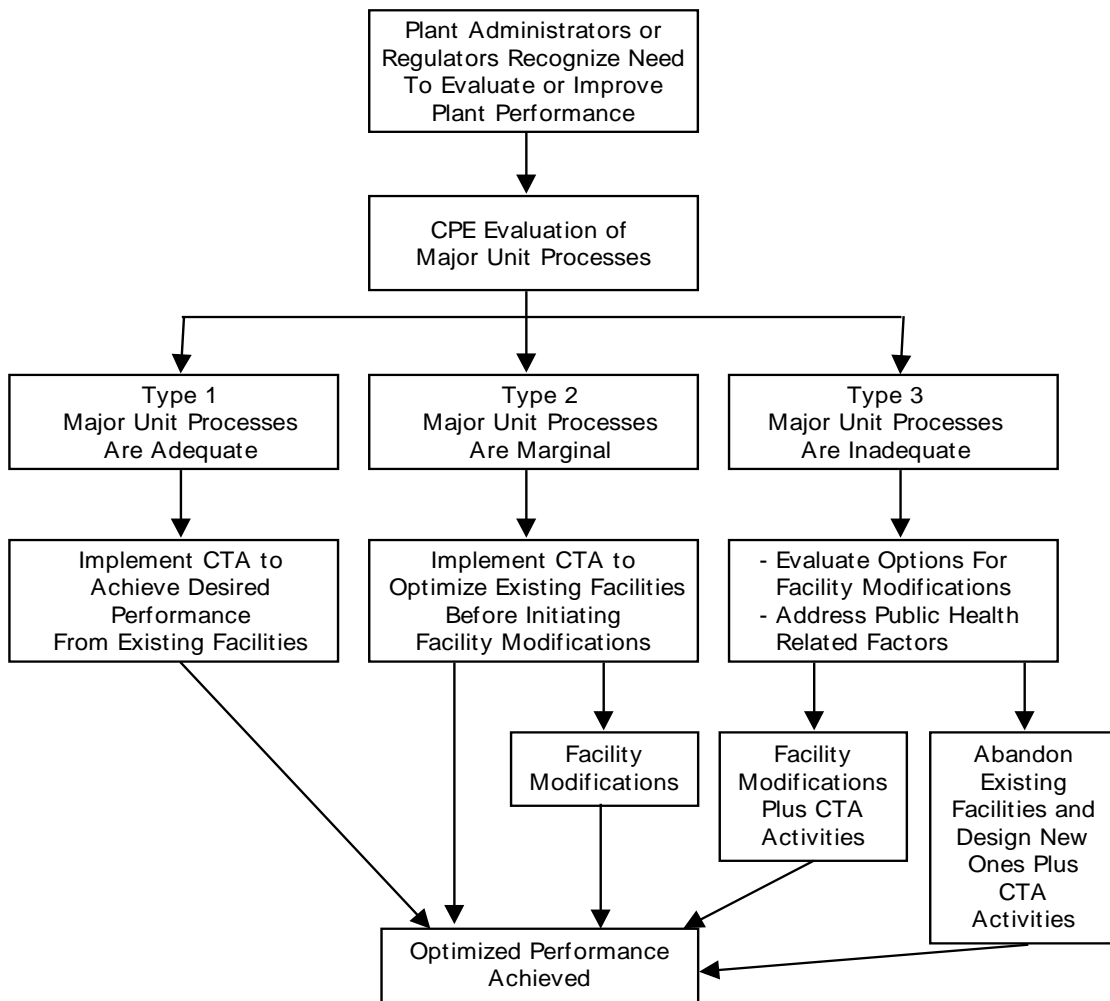 Plant Administrators or
Regulators Recognize Need
To Evaluate or Improve
Plant Performance
CPE Evaluation of
Major Unit Processes
Type 1
Major Unit Processes
Are Adequate
Type 2
Major Unit Processes
Are Marginal
Type 3
Major Unit Processes
Are Inadequate
Implement CTA to
Achieve Desired
Performance
From Existing Facilities
Implement CTA to
Optimize Existing Facilities
Before Initiating
Facility Modifications
- Evaluate Options For
Facility Modifications
- Address Public Health
Related Factors
Facility
Modifications
Facility
Modifications
Plus CTA
Activities
Abandon
Existing
Facilities and
Design New
Ones Plus
CTA
Activities
Optimized Performance
Achieved